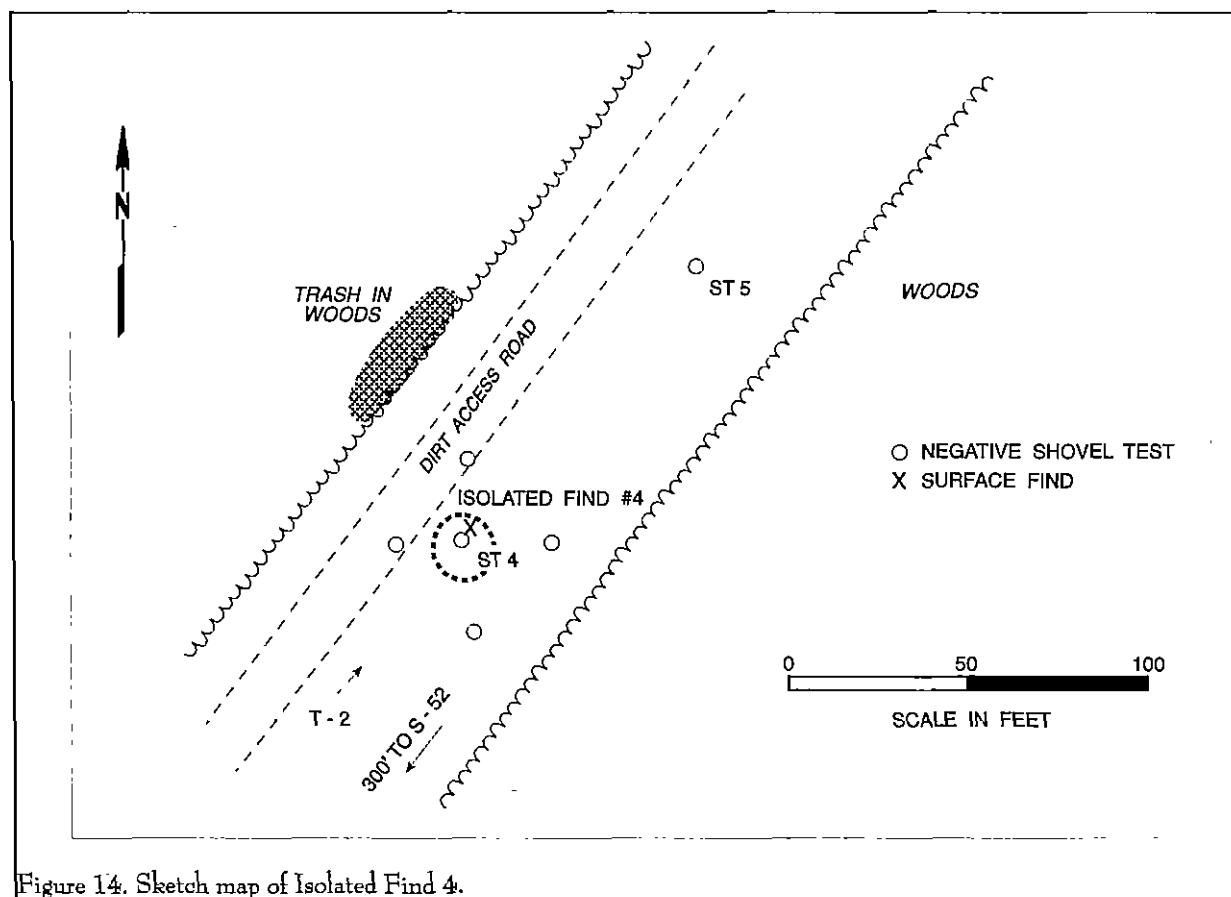 N
TRASH IN
WOODS
DIRT ACCESS ROAD
ST 5
WOODS
○ NEGATIVE SHOVEL TEST
X SURFACE FIND
ISOLATED FIND #4
X
ST 4
T - 2
300' TO S - 52
0 50 100
SCALE IN FEET
Figure 14. Sketch map of Isolated Find 4.